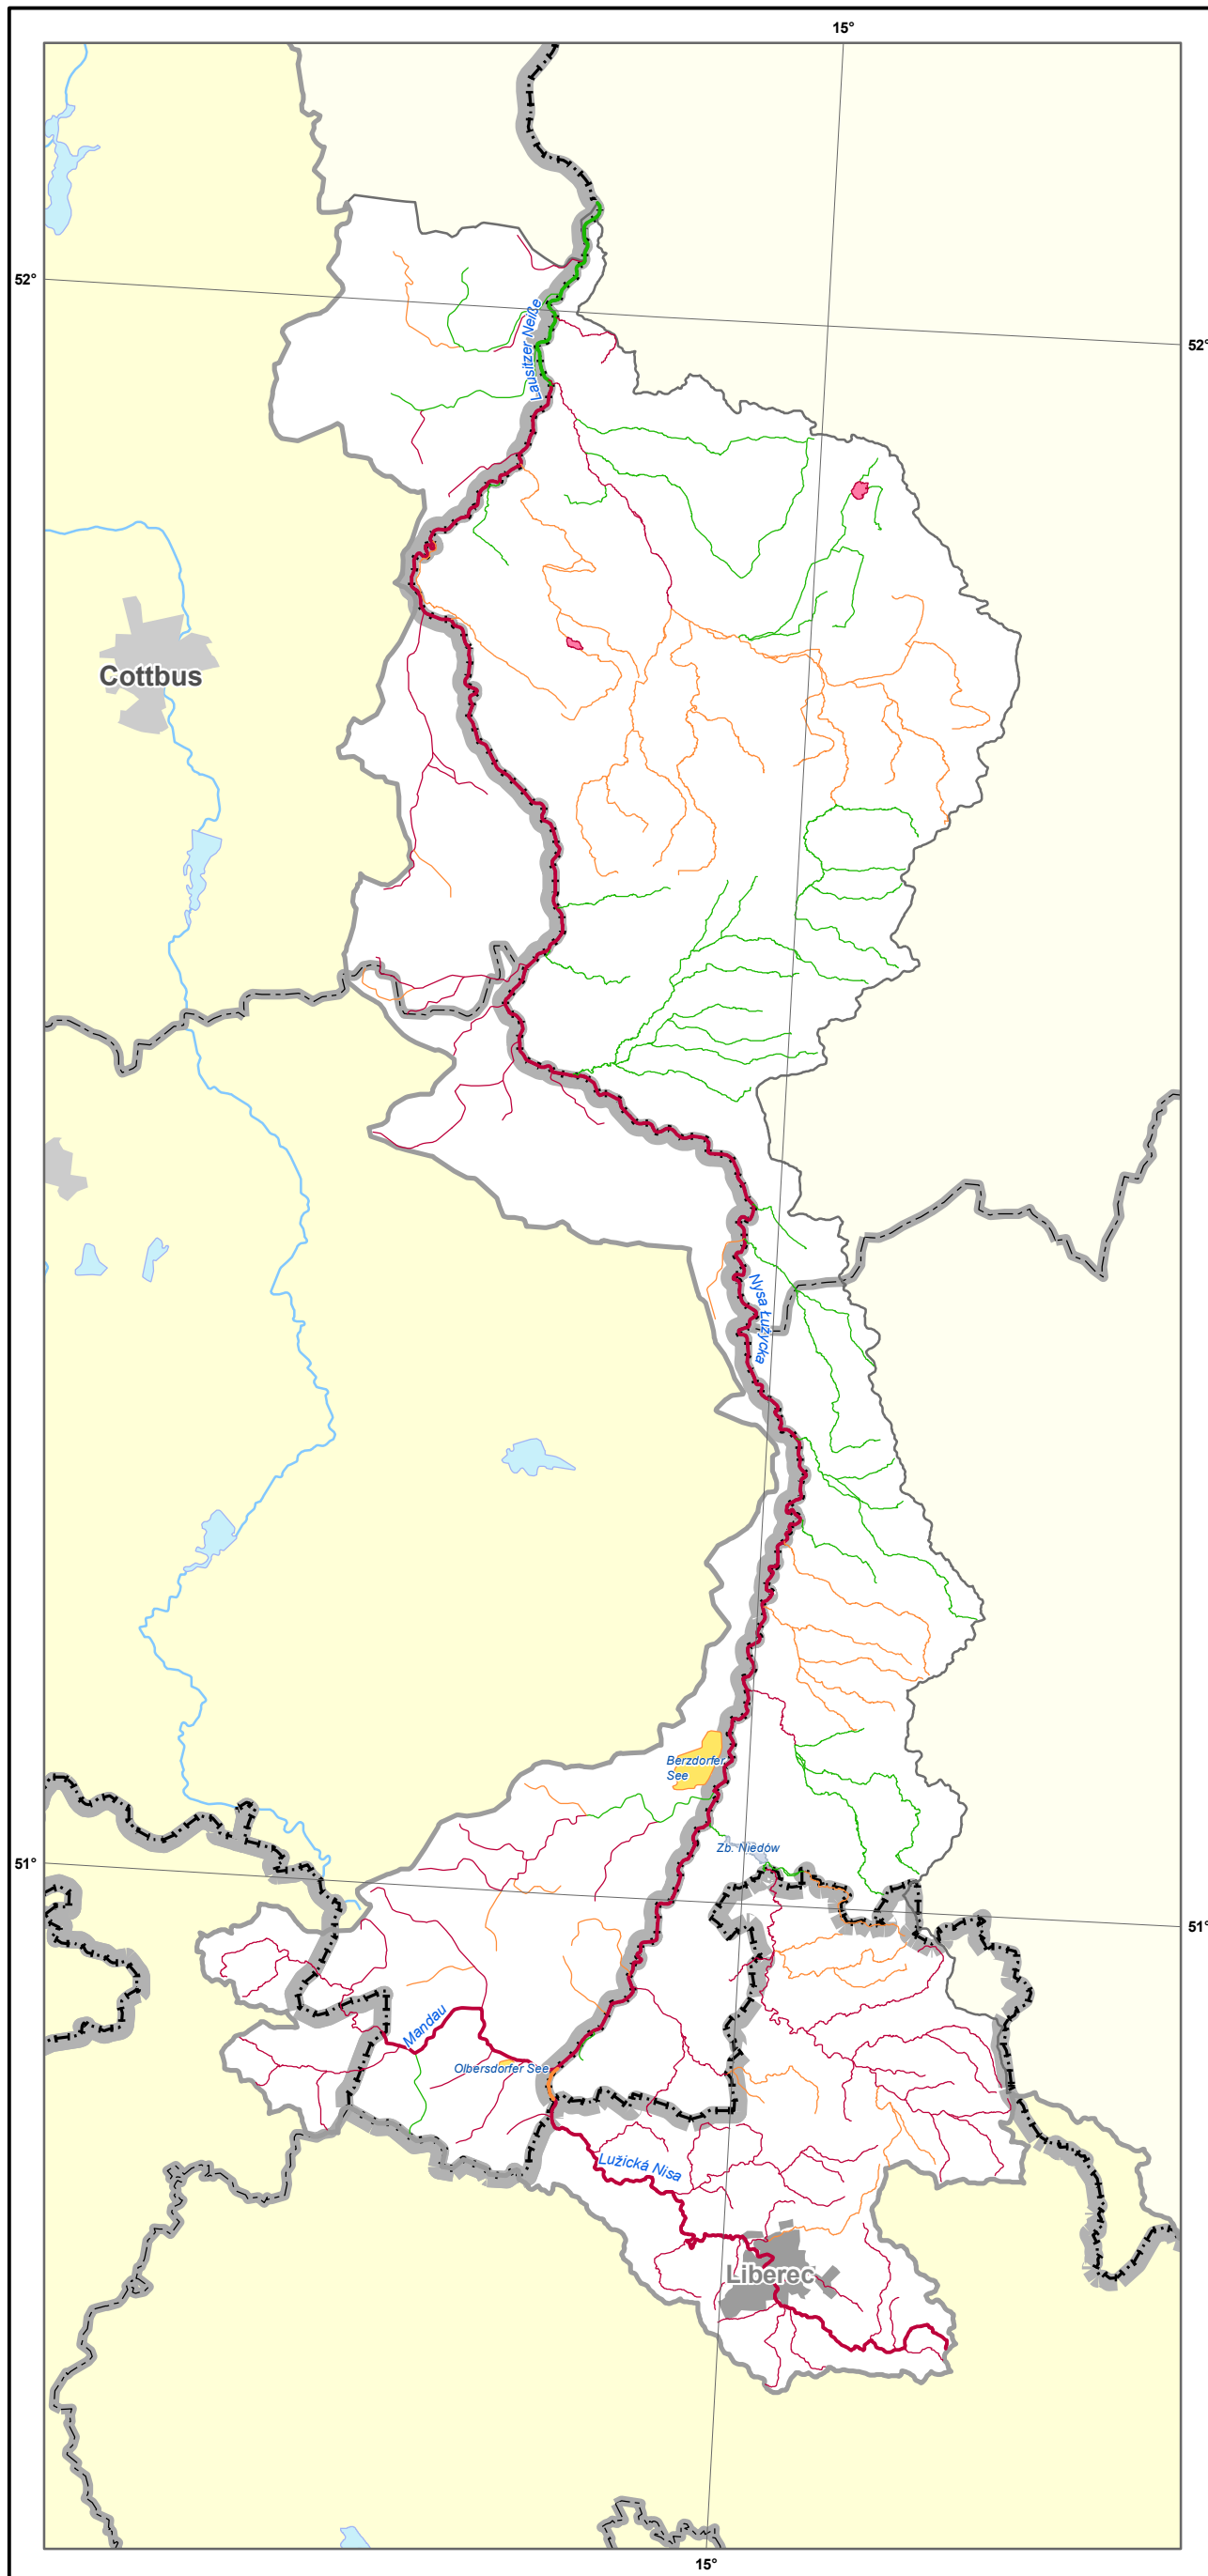 15°
52°
Lausitzer Neiße
52°
Cottbus
Nysa Łużycka
Berzdorfer
See
Zb. Niedów
51°
51°
Mandau
Olbersdorfer See
Lužická Nisa
Liberec
15°